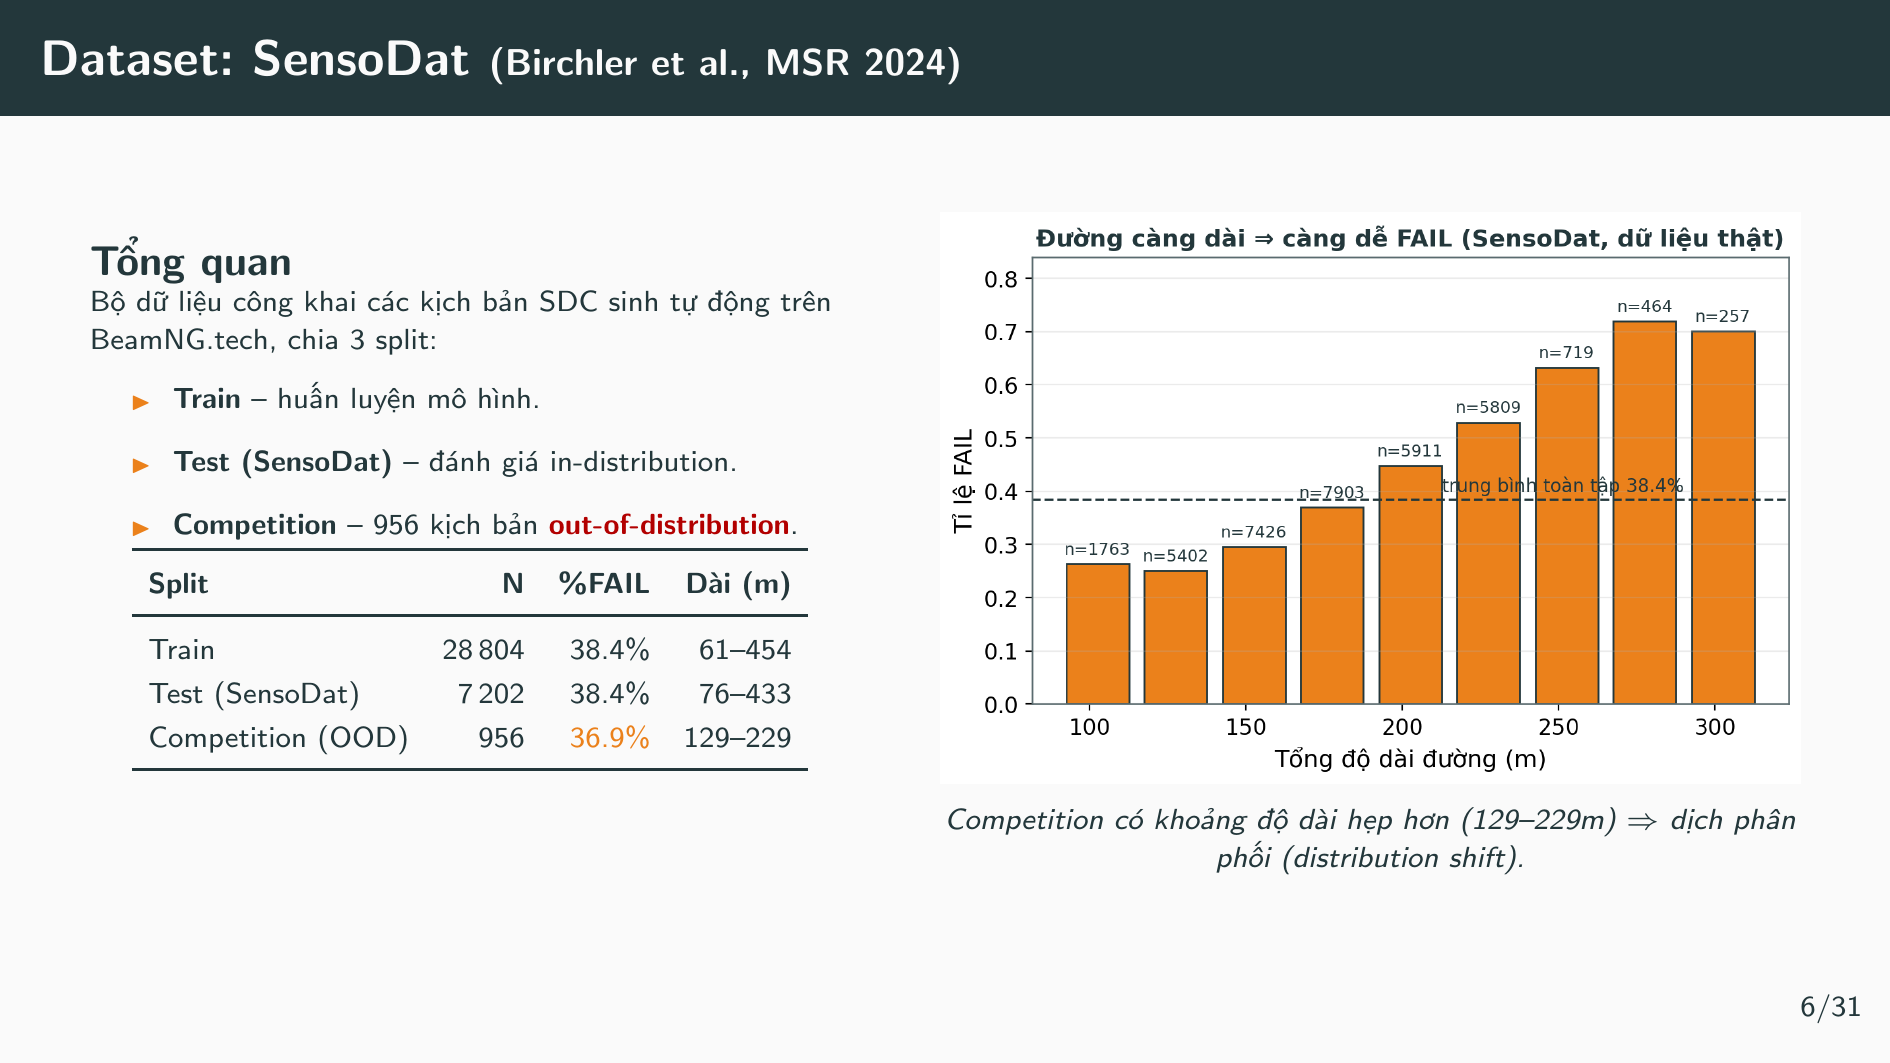 Dataset: SensoDat (Birchler et al., MSR 2024)
Tổng quan
Bộ dữ liệu công khai các kịch bản SDC sinh tự động trên
BeamNG.tech, chia 3 split:
► Train – huấn luyện mô hình.
► Test (SensoDat) – đánh giá in-distribution.
► Competition – 956 kịch bản out-of-distribution.
Split N %FAIL Dài (m)
Train 28 804 38.4% 61–454
Test (SensoDat) 7 202 38.4% 76–433
Competition (OOD) 956 36.9% 129–229
Đường càng dài ⇒ càng dễ FAIL (SensoDat, dữ liệu thật)
Tỉ lệ FAIL
0.8
0.7
0.6
0.5
0.4
0.3
0.2
0.1
0.0
n=1763
n=5402
n=7426
n=7903
n=5911
n=5809
n=719
n=464
n=257
trung bình toàn tập 38.4%
100 150 200 250 300
Tổng độ dài đường (m)
Competition có khoảng độ dài hẹp hơn (129–229m) ⇒ dịch phân
phối (distribution shift).
6/31